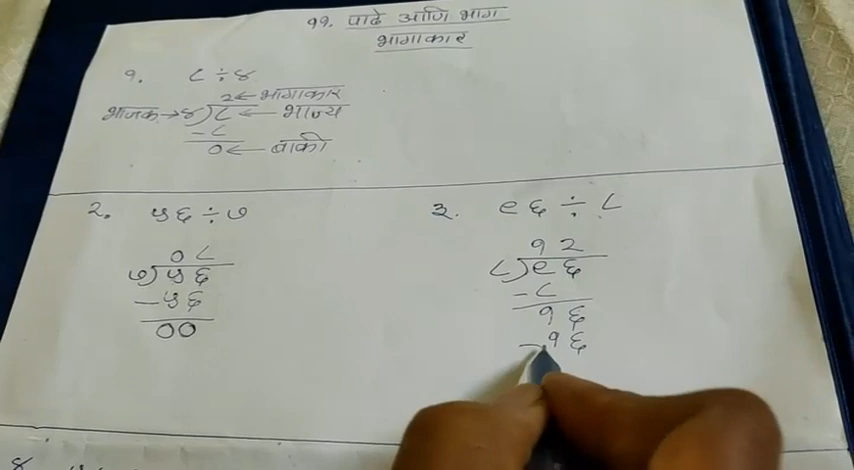 ११. पाढे आणि भाग
भागाकार
१. ८ ÷ ४
२ ← भागाकार
भाजक → ४) ८ ← भाज्य
- ८
० ← बाकी
२. ५६ ÷ ७
०८
७) ५६
- ५६
००
३. ९६ ÷ ८
१२
८) ९६
- ८
१६
- १६
४